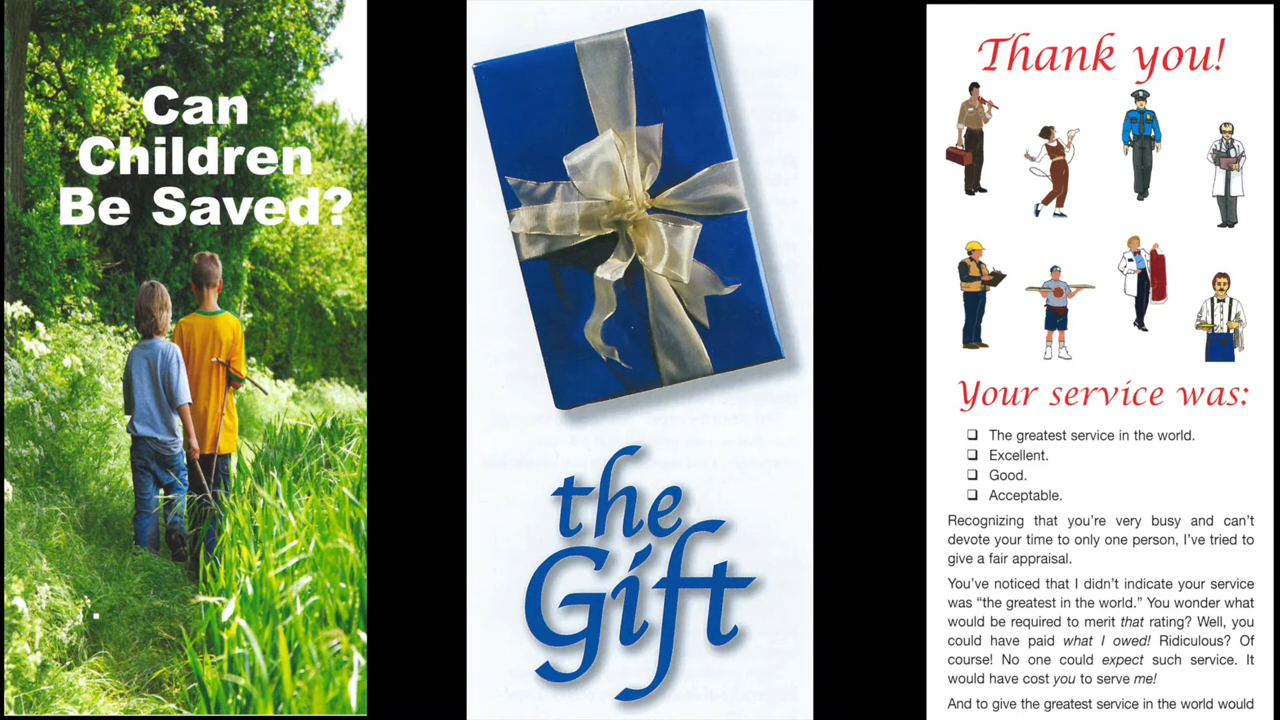 Can
Children
Be Saved?
the
Gift
Thank you!
Your service was:
❑ The greatest service in the world.
❑ Excellent.
❑ Good.
❑ Acceptable.
Recognizing that you’re very busy and can’t
devote your time to only one person, I’ve tried to
give a fair appraisal.
You’ve noticed that I didn’t indicate your service
was “the greatest in the world.” You wonder what
would be required to merit that rating? Well, you
could have paid what I owed! Ridiculous? Of
course! No one could expect such service. It
would have cost you to serve me!
And to give the greatest service in the world would